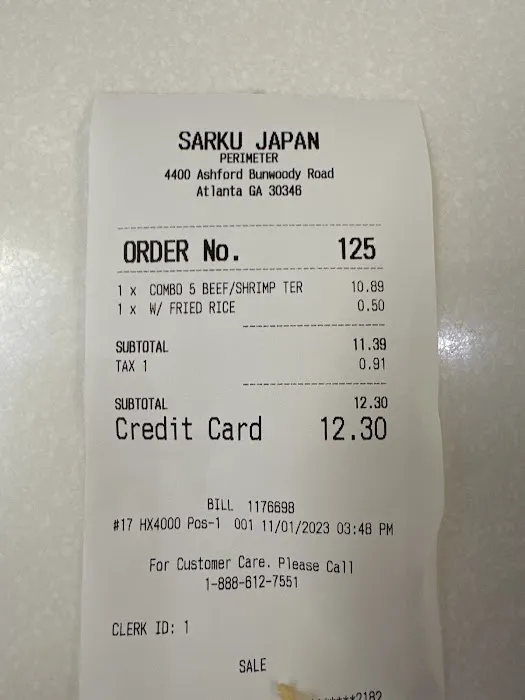 SARKU JAPAN
PERIMETER
4400 Ashford Bunwoody Road
Atlanta GA 30346
ORDER No. 125
1 x COMBO 5 BEEF/SHRIMP TER 10.89
1 x W/ FRIED RICE 0.50
SUBTOTAL 11.39
TAX 1 0.91
SUBTOTAL 12.30
Credit Card 12.30
BILL 1176698
#17 HX4000 Pos-1 001 11/01/2023 03:48 PM
For Customer Care. Please Call
1-888-612-7551
CLERK ID: 1
SALE
2182